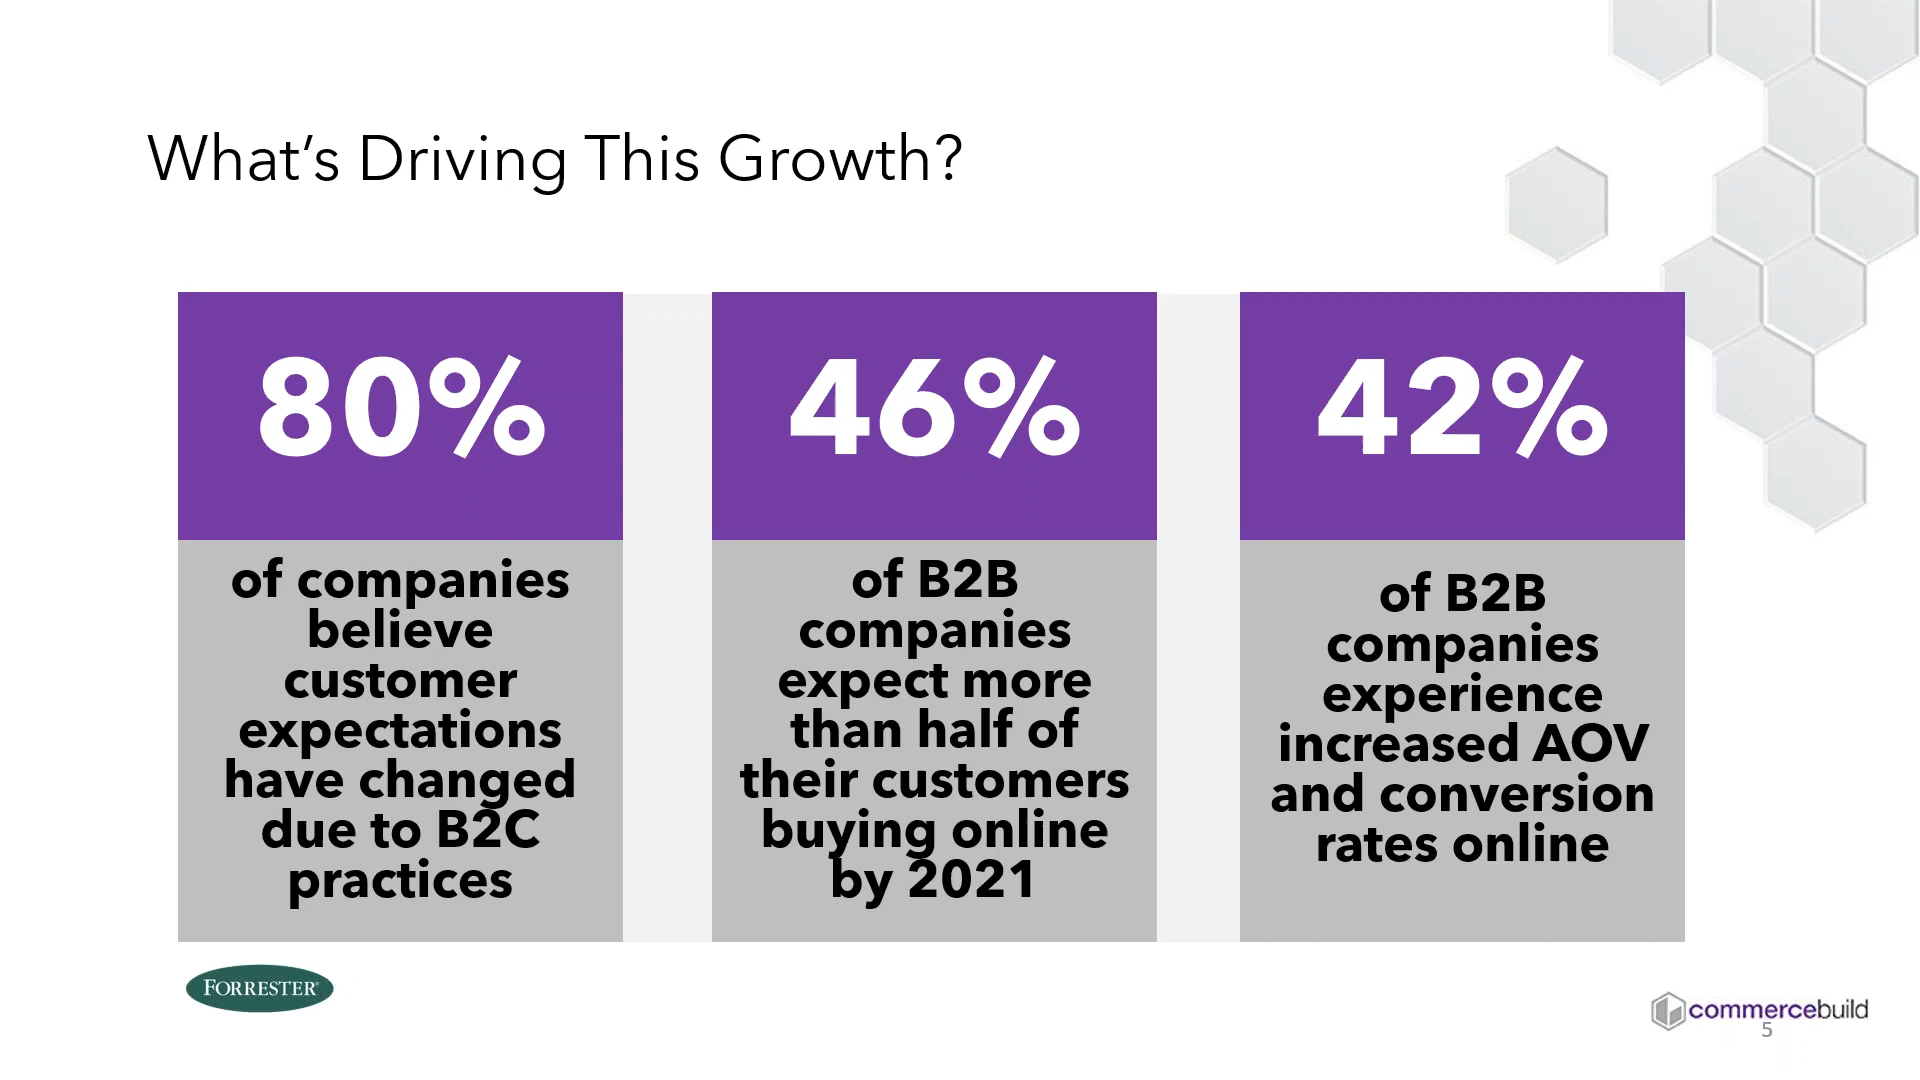 What’s Driving This Growth?
80%
of companies
believe
customer
expectations
have changed
due to B2C
practices
46%
of B2B
companies
expect more
than half of
their customers
buying online
by 2021
42%
of B2B
companies
experience
increased AOV
and conversion
rates online
FORRESTER®
commercebuild
5